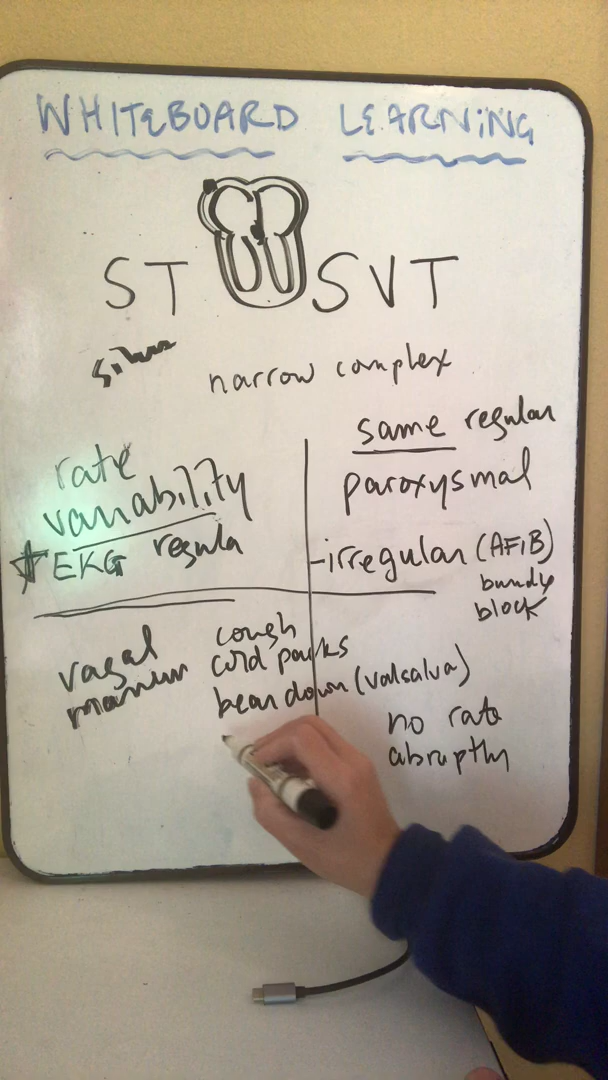 WHITEBOARD LEARNING
ST SVT
narrow complex
rate
variability
EKG regula
same regular
paroxysmal
-irregular (AFiB)
bundle
block
vagal
cough
cold packs
bear down (valsalva)
no rate
abruptly